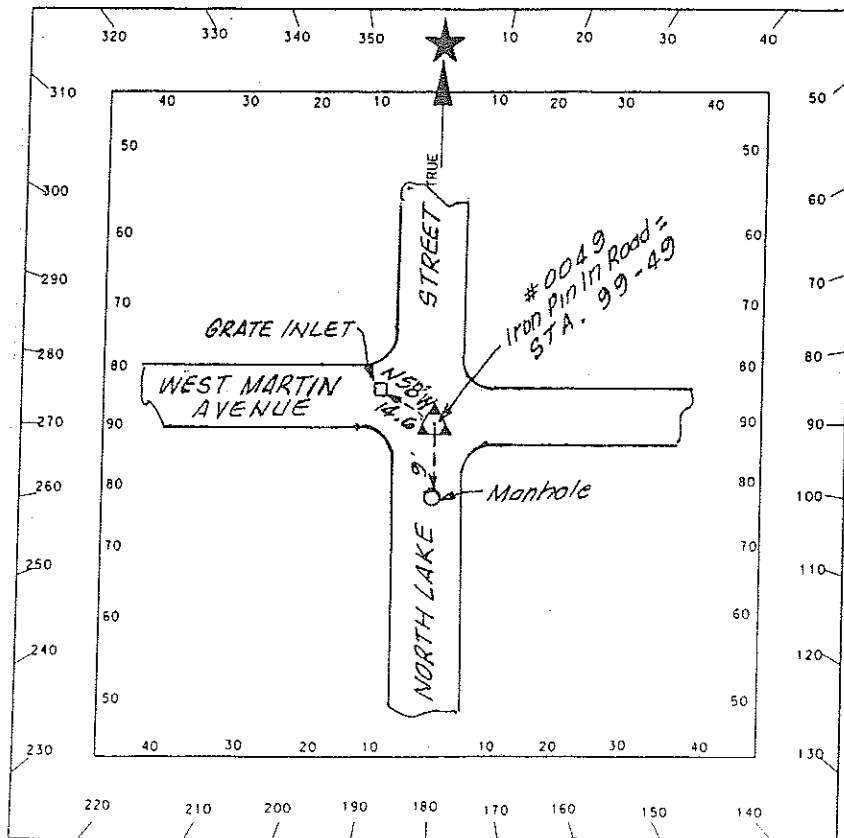 320 330 340 350 10 20 30 40
310 40 30 20 10 10 20 30 40 50
50 50
TRUE
300 60
60 STREET 60
#0049
Iron Pin In Road =
STA. 99-49
290 70
70 70
GRATE INLET
280 80 80 80
WEST MARTIN
AVENUE
N58°W
14.6'
270 90 90 90
9'
260 80 Manhole 80 100
250 70 70 110
NORTH LAKE
60 60
240 120
50 50
230 40 30 20 10 10 20 30 40 130
220 210 200 190 180 170 160 150 140